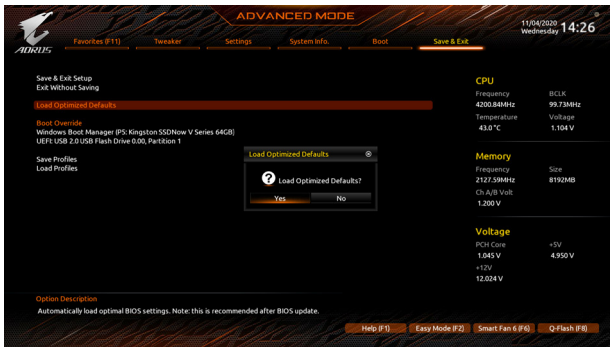 ADVANCED MODE
11/04/2020 Wednesday 14:26
AORUS
Favorites (F11) Tweaker Settings System Info. Boot Save & Exit
Save & Exit Setup
Exit Without Saving
Load Optimized Defaults
Boot Override
Windows Boot Manager (P5: Kingston SSDNow V Series 64GB)
UEFI: USB 2.0 USB Flash Drive 0.00, Partition 1
Save Profiles
Load Profiles
Load Optimized Defaults
? Load Optimized Defaults?
Yes No
CPU
Frequency BCLK
4200.84MHz 99.73MHz
Temperature Voltage
43.0 °C 1.104 V
Memory
Frequency Size
2127.59MHz 8192MB
Ch A/B Volt
1.200 V
Voltage
PCH Core +5V
1.045 V 4.950 V
+12V
12.024 V
Option Description
Automatically load optimal BIOS settings. Note: this is recommended after BIOS update.
Help (F1) Easy Mode (F2) Smart Fan 6 (F6) Q-Flash (F8)